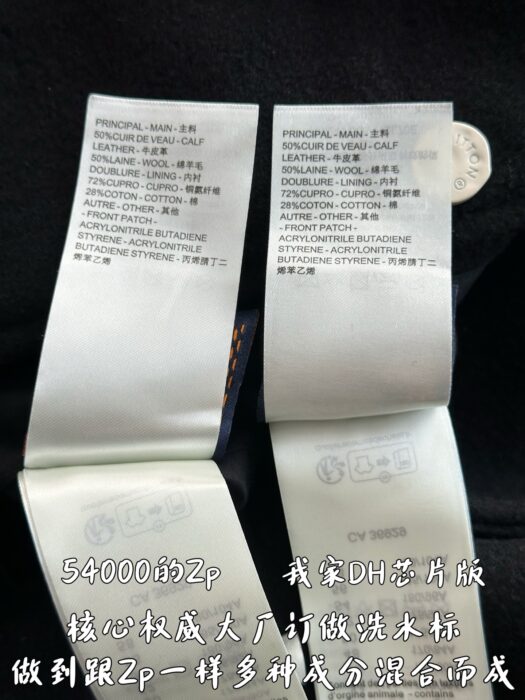 PRINCIPAL - MAIN - 主料
50%CUIR DE VEAU - CALF
LEATHER - 牛皮革
50%LAINE - WOOL - 绵羊毛
DOUBLURE - LINING - 内衬
72%CUPRO - CUPRO - 铜氨纤维
28%COTON - COTTON - 棉
AUTRE - OTHER - 其他
- FRONT PATCH -
ACRYLONITRILE BUTADIENE
STYRENE - ACRYLONITRILE
BUTADIENE STYRENE - 丙烯腈丁二
烯苯乙烯
PRINCIPAL - MAIN - 主料
50%CUIR DE VEAU - CALF
LEATHER - 牛皮革
50%LAINE - WOOL - 绵羊毛
DOUBLURE - LINING - 内衬
72%CUPRO - CUPRO - 铜氨纤维
28%COTON - COTTON - 棉
AUTRE - OTHER - 其他
- FRONT PATCH -
ACRYLONITRILE BUTADIENE
STYRENE - ACRYLONITRILE
BUTADIENE STYRENE - 丙烯腈丁二
烯苯乙烯
CA 36929
54000的Zp 我家DH芯片版
核心权威大厂订做洗水标
做到跟Zp一样多种成分混合而成
d'origine animale - contains